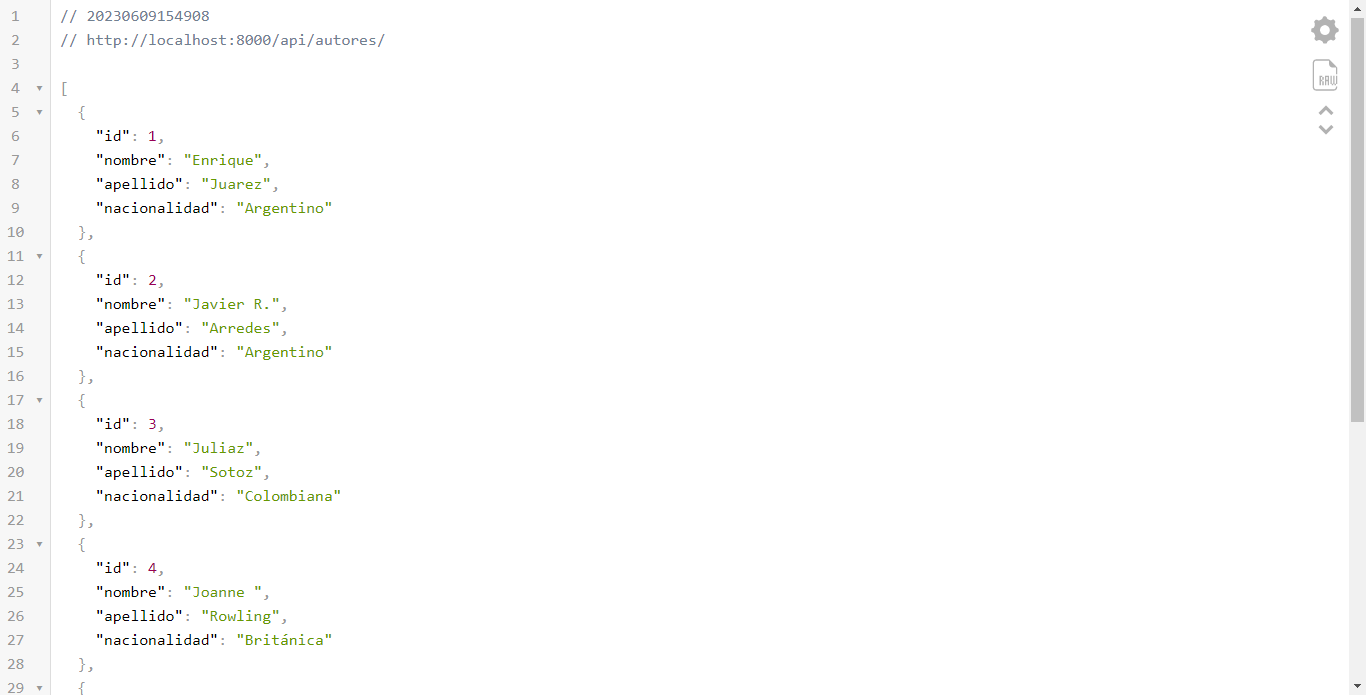 1 // 20230609154908
2 // http://localhost:8000/api/autores/
3
4 ▾ [
5 ▾ {
6 "id": 1,
7 "nombre": "Enrique",
8 "apellido": "Juarez",
9 "nacionalidad": "Argentino"
10 },
11 ▾ {
12 "id": 2,
13 "nombre": "Javier R.",
14 "apellido": "Arredes",
15 "nacionalidad": "Argentino"
16 },
17 ▾ {
18 "id": 3,
19 "nombre": "Juliaz",
20 "apellido": "Sotoz",
21 "nacionalidad": "Colombiana"
22 },
23 ▾ {
24 "id": 4,
25 "nombre": "Joanne ",
26 "apellido": "Rowling",
27 "nacionalidad": "Británica"
28 },
29 ▾ {
RAW